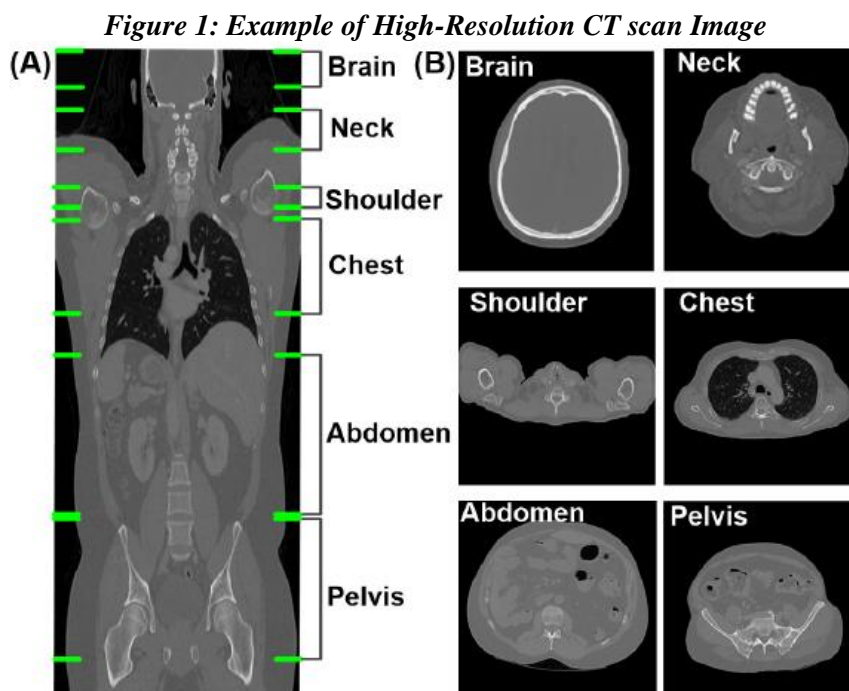 Figure 1: Example of High-Resolution CT scan Image
(A)
Brain
Neck
Shoulder
Chest
Abdomen
Pelvis
(B)
Brain
Neck
Shoulder
Chest
Abdomen
Pelvis